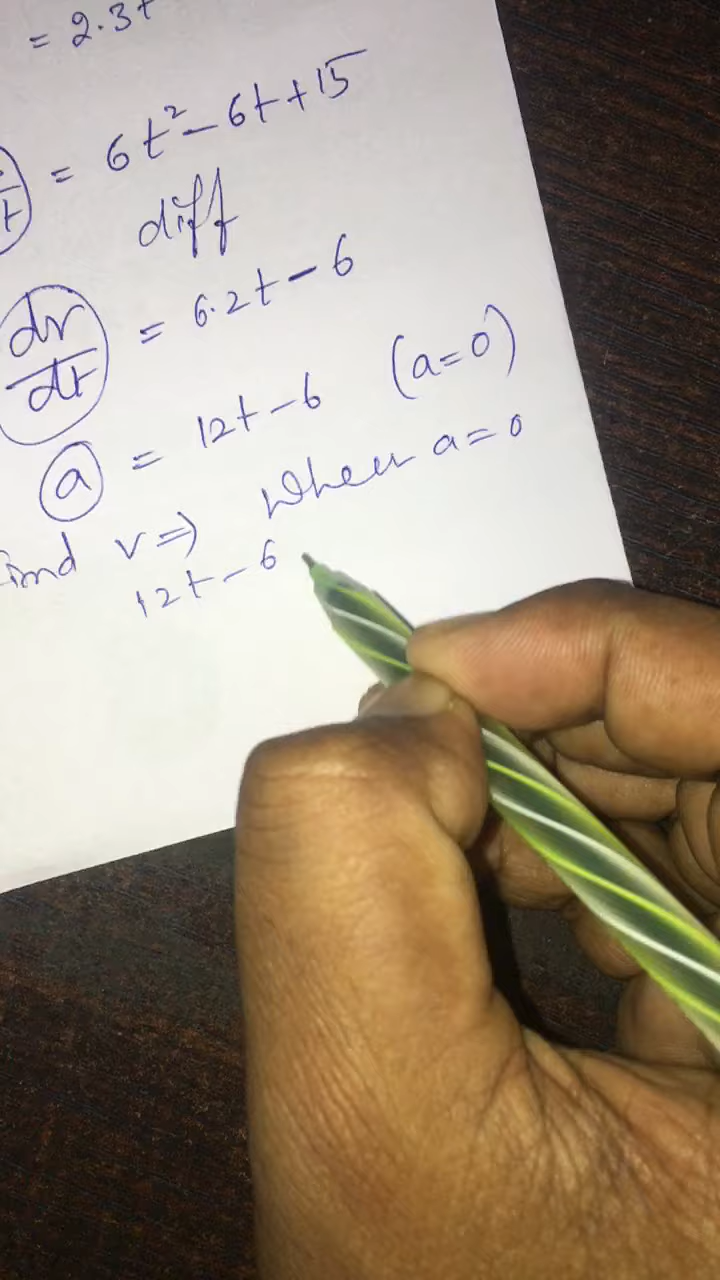 = 2.3t
= 6t² - 6t + 15
diff
dv/dt = 6.2t - 6
a = 12t - 6 (a=0)
find v ⇒ when a = 0
12t - 6